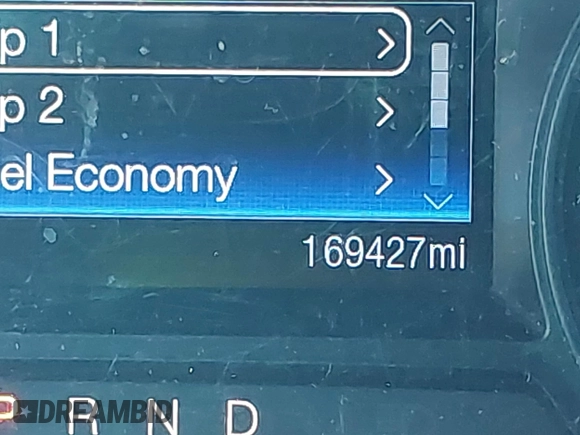 p 1
p 2
el Economy
169427mi
P R N D
DREAMBID